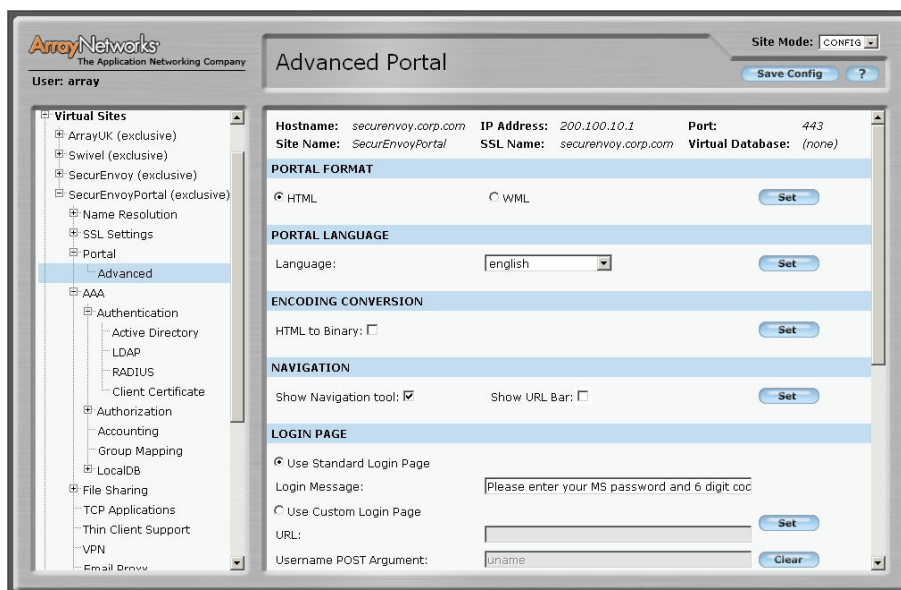 ArrayNetworks
The Application Networking Company
User: array
Advanced Portal
Site Mode: CONFIG
Save Config ?
Virtual Sites
ArrayUK (exclusive)
Swivel (exclusive)
SecurEnvoy (exclusive)
SecurEnvoyPortal (exclusive)
Name Resolution
SSL Settings
Portal
Advanced
AAA
Authentication
Active Directory
LDAP
RADIUS
Client Certificate
Authorization
Accounting
Group Mapping
LocalDB
File Sharing
TCP Applications
Thin Client Support
VPN
Email Proxy
Hostname: securenvoy.corp.com IP Address: 200.100.10.1 Port: 443
Site Name: SecurEnvoyPortal SSL Name: securenvoy.corp.com Virtual Database: (none)
PORTAL FORMAT
HTML WML Set
PORTAL LANGUAGE
Language: english Set
ENCODING CONVERSION
HTML to Binary: Set
NAVIGATION
Show Navigation tool: Show URL Bar: Set
LOGIN PAGE
Use Standard Login Page
Login Message: Please enter your MS password and 6 digit coc
Use Custom Login Page
Set
URL:
Username POST Argument: uname Clear